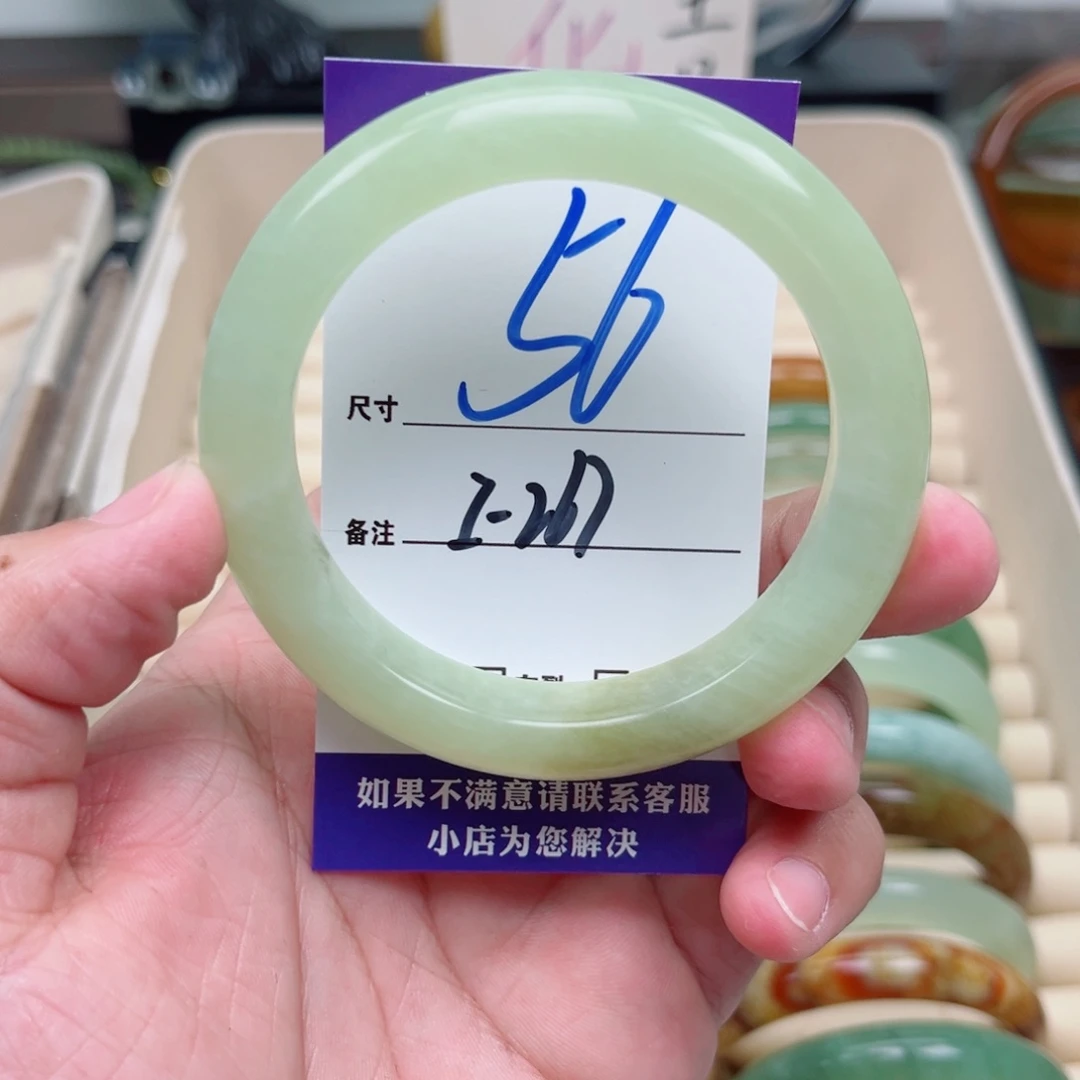 56
尺寸
备注 I-267
如果不满意请联系客服
小店为您解决